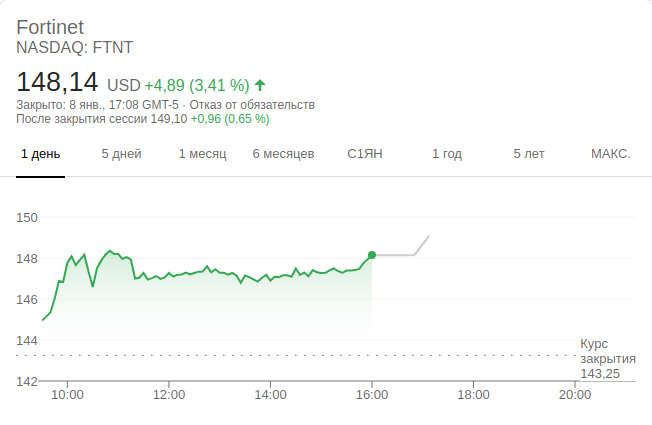 Fortinet
NASDAQ: FTNT
148,14 USD +4,89 (3,41 %)
Закрыто: 8 янв., 17:08 GMT-5 · Отказ от обязательств
После закрытия сессии 149,10 +0,96 (0,65 %)
1 день 5 дней 1 месяц 6 месяцев С1ЯН 1 год 5 лет МАКС.
150
148
146
144
Курс
закрытия
143,25
142
10:00 12:00 14:00 16:00 18:00 20:00